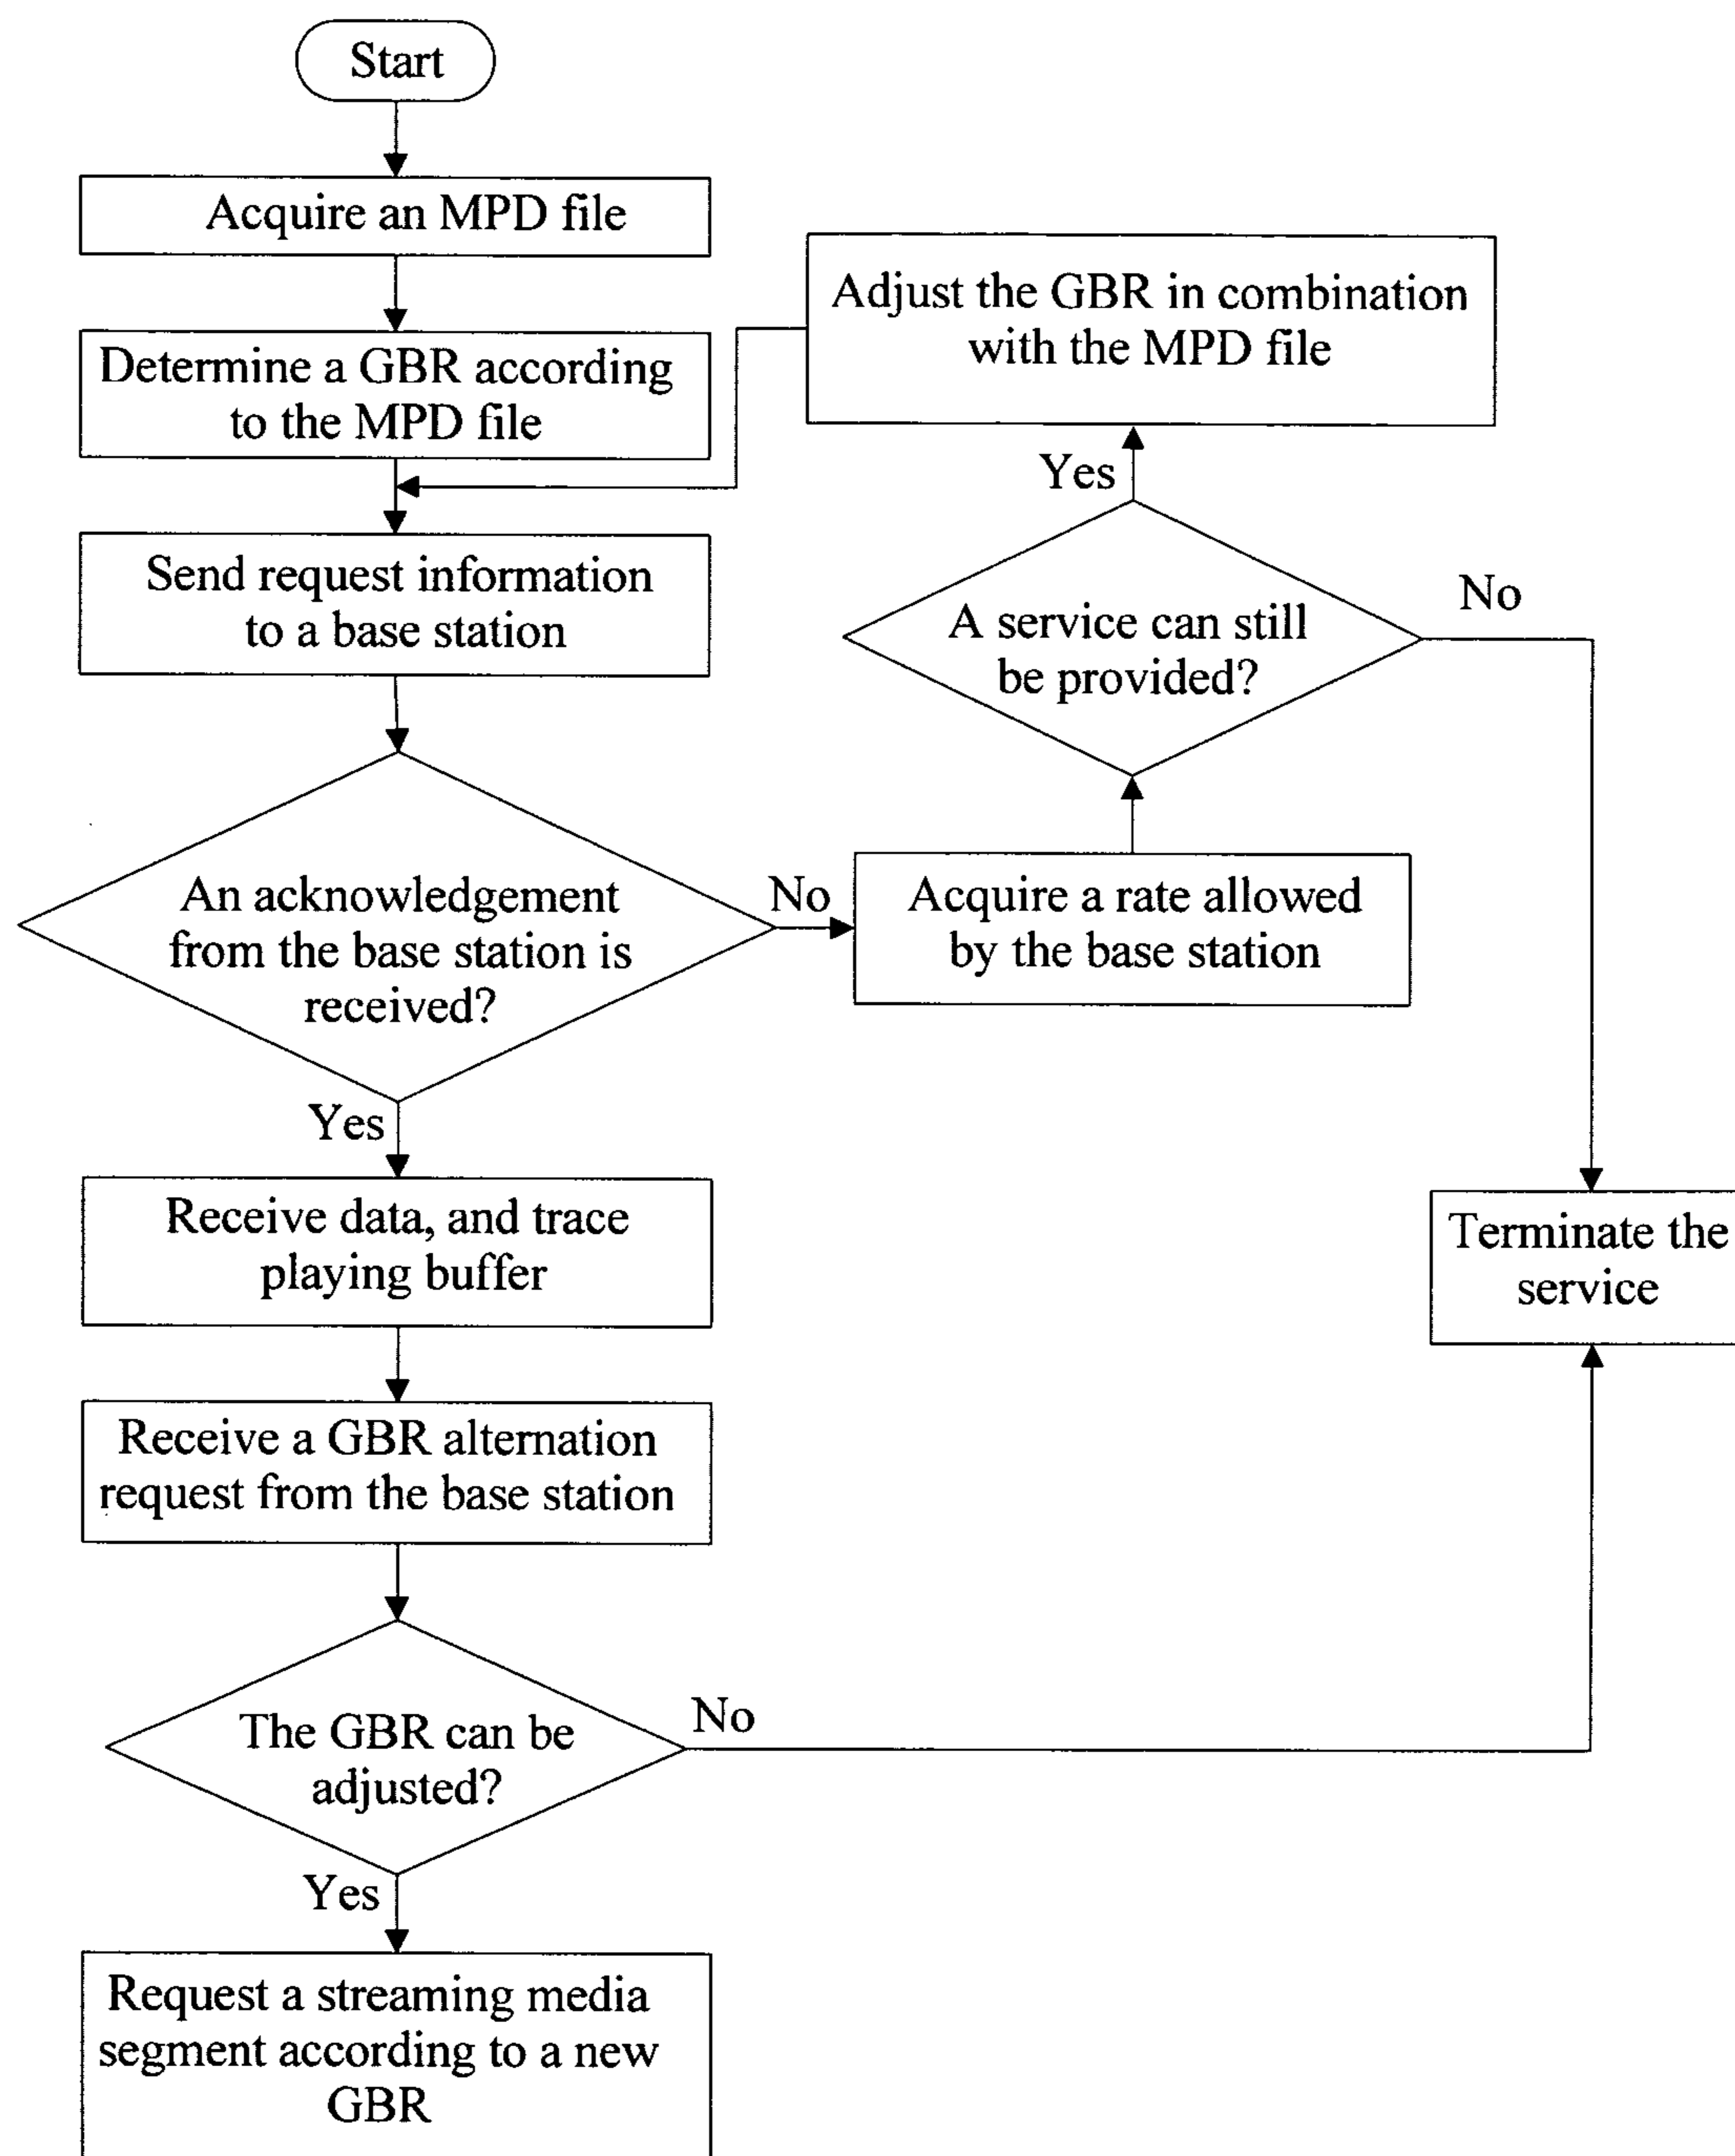 Start
Acquire an MPD file
Determine a GBR according
to the MPD file
Adjust the GBR in combination
with the MPD file
Yes
Send request information
to a base station
A service can still
be provided?
No
An acknowledgement
from the base station is
received?
No
Acquire a rate allowed
by the base station
Yes
Receive data, and trace
playing buffer
Terminate the
service
Receive a GBR alternation
request from the base station
The GBR can be
adjusted?
No
Yes
Request a streaming media
segment according to a new
GBR